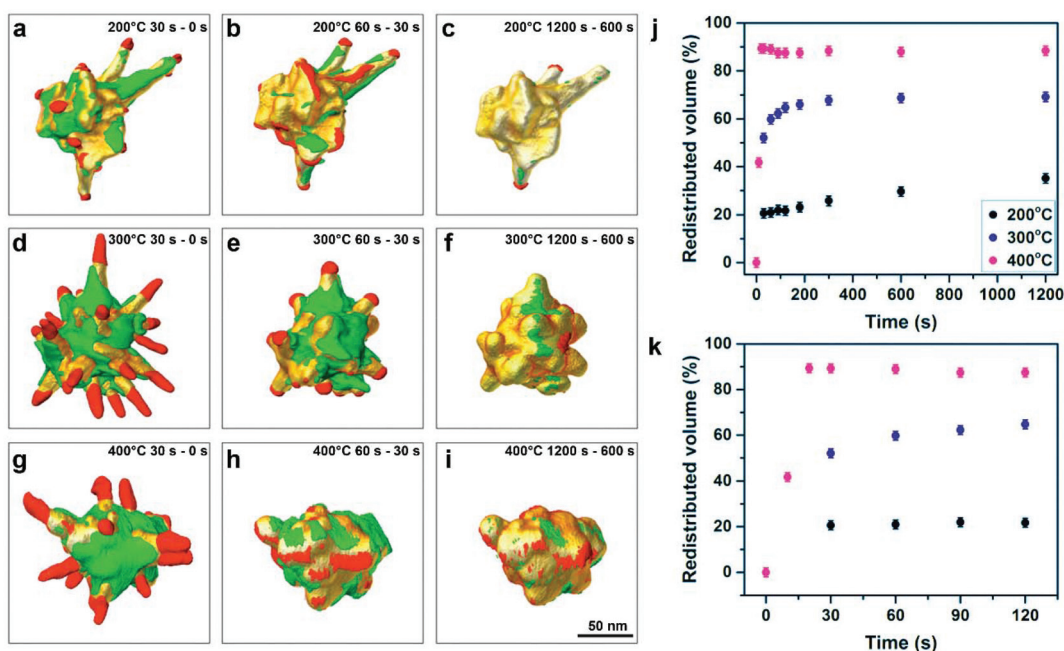 a 200°C 30 s - 0 s
b 200°C 60 s - 30 s
c 200°C 1200 s - 600 s
d 300°C 30 s - 0 s
e 300°C 60 s - 30 s
f 300°C 1200 s - 600 s
g 400°C 30 s - 0 s
h 400°C 60 s - 30 s
i 400°C 1200 s - 600 s
50 nm
j
Redistributed volume (%)
100
80
60
40
20
0
200°C
300°C
400°C
0 200 400 600 800 1000 1200
Time (s)
k
Redistributed volume (%)
100
80
60
40
20
0
0 30 60 90 120
Time (s)